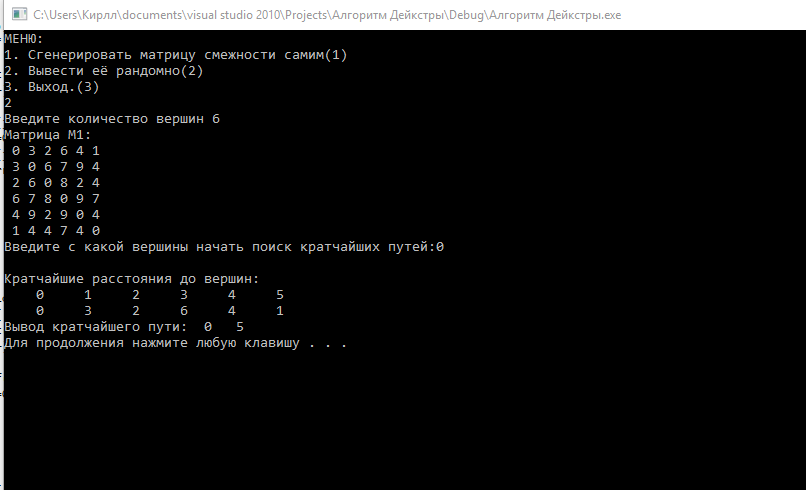 C:\Users\Кирлл\documents\visual studio 2010\Projects\Алгоритм Дейкстры\Debug\Алгоритм Дейкстры.exe
МЕНЮ:
1. Сгенерировать матрицу смежности самим(1)
2. Вывести её рандомно(2)
3. Выход.(3)
2
Введите количество вершин 6
Матрица M1:
0 3 2 6 4 1
3 0 6 7 9 4
2 6 0 8 2 4
6 7 8 0 9 7
4 9 2 9 0 4
1 4 4 7 4 0
Введите с какой вершины начать поиск кратчайших путей:0
Кратчайшие расстояния до вершин:
0 1 2 3 4 5
0 3 2 6 4 1
Вывод кратчайшего пути: 0 5
Для продолжения нажмите любую клавишу . . .